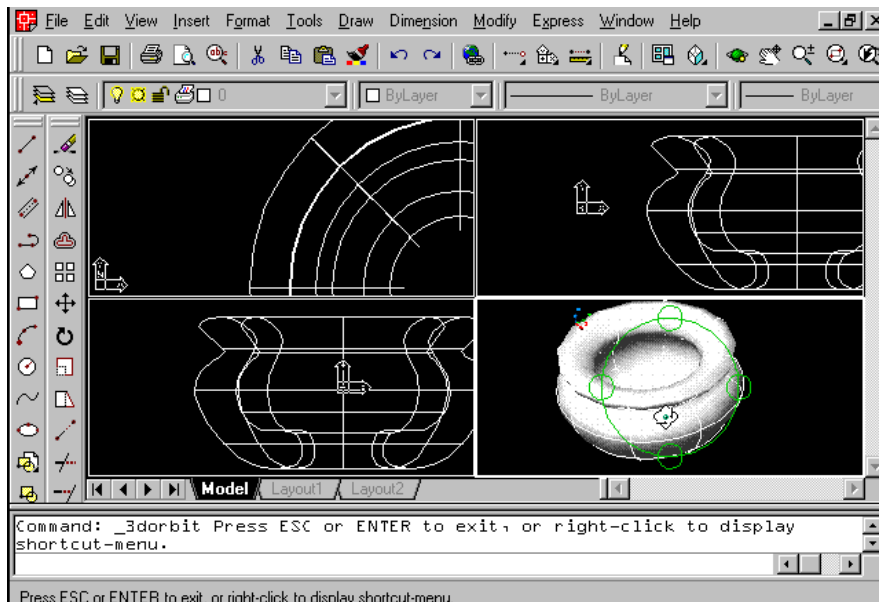 File Edit View Insert Format Tools Draw Dimension Modify Express Window Help
0 ByLayer ByLayer ByLayer
Model Layout1 Layout2
Command: _3dorbit Press ESC or ENTER to exit, or right-click to display
shortcut-menu.
Press ESC or ENTER to exit, or right-click to display shortcut-menu.